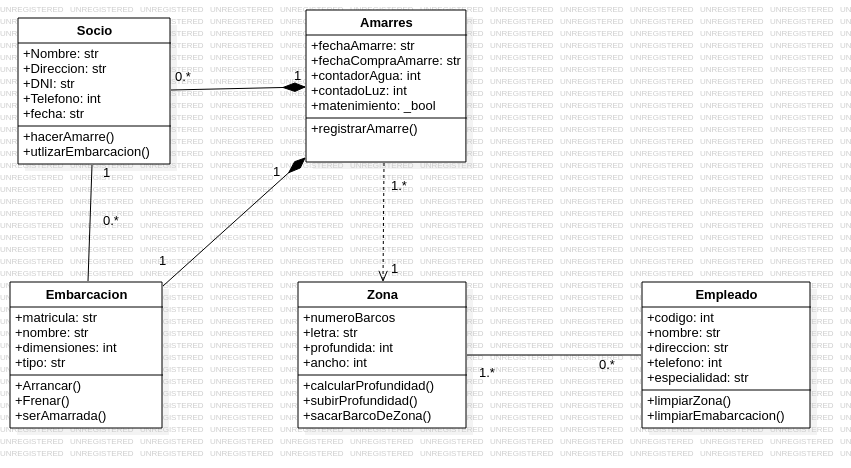 Socio
+Nombre: str
+Direccion: str
+DNI: str
+Telefono: int
+fecha: str
+hacerAmarre()
+utlizarEmbarcacion()
0.*
1
Amarres
+fechaAmarre: str
+fechaCompraAmarre: str
+contadorAgua: int
+contadoLuz: int
+matenimiento: _bool
+registrarAmarre()
1
0.*
1
1
1.*
1
Embarcacion
+matricula: str
+nombre: str
+dimensiones: int
+tipo: str
+Arrancar()
+Frenar()
+serAmarrada()
Zona
+numeroBarcos
+letra: str
+profundida: int
+ancho: int
+calcularProfundidad()
+subirProfundidad()
+sacarBarcoDeZona()
1.*
0.*
Empleado
+codigo: int
+nombre: str
+direccion: str
+telefono: int
+especialidad: str
+limpiarZona()
+limpiarEmabarcacion()
UNREGISTERED